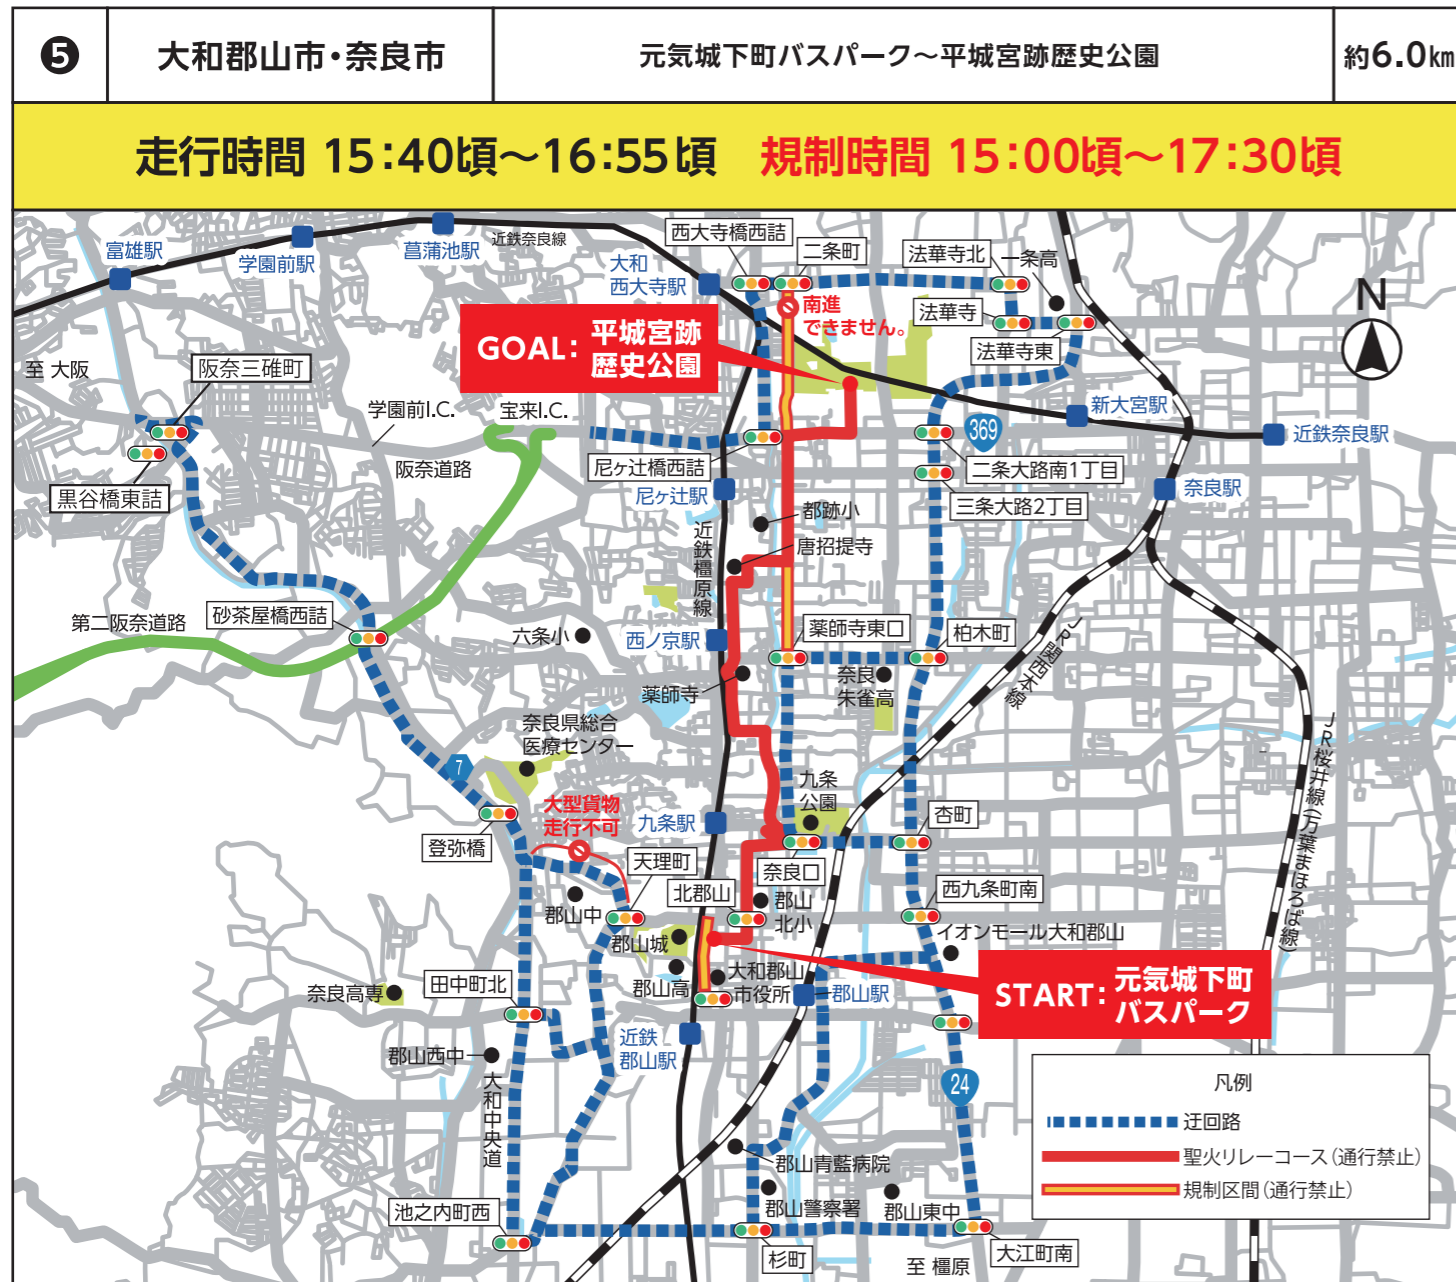 ❺
大和郡山市・奈良市
元気城下町バスパーク～平城宮跡歴史公園
約6.0㎞
走行時間 15:40頃～16:55頃 規制時間 15:00頃～17:30頃
西大寺橋西詰
二条町
法華寺北
一条高
富雄駅
学園前駅
菖蒲池駅
近鉄奈良線
大和
西大寺駅
南進
できません。
法華寺
法華寺東
N
GOAL: 平城宮跡
歴史公園
至 大阪
阪奈三碓町
学園前I.C.
宝来I.C.
新大宮駅
369
近鉄奈良駅
阪奈道路
尼ヶ辻橋西詰
二条大路南1丁目
黒谷橋東詰
尼ヶ辻駅
三条大路2丁目
奈良駅
都跡小
近鉄橿原線
唐招提寺
第二阪奈道路
砂茶屋橋西詰
六条小
西ノ京駅
薬師寺東口
柏木町
JR関西本線
薬師寺
奈良
朱雀高
奈良県総合
医療センター
JR桜井線(万葉まほろば線)
7
大型貨物
走行不可
九条
公園
九条駅
登弥橋
杏町
天理町
奈良口
北郡山
西九条町南
郡山中
郡山
北小
郡山城
イオンモール大和郡山
郡山高
大和郡山
市役所
郡山駅
START: 元気城下町
バスパーク
奈良高専
田中町北
近鉄
郡山駅
郡山西中
大和中央道
24
凡例
迂回路
聖火リレーコース(通行禁止)
規制区間(通行禁止)
郡山青藍病院
郡山警察署
郡山東中
池之内町西
杉町
至 橿原
大江町南